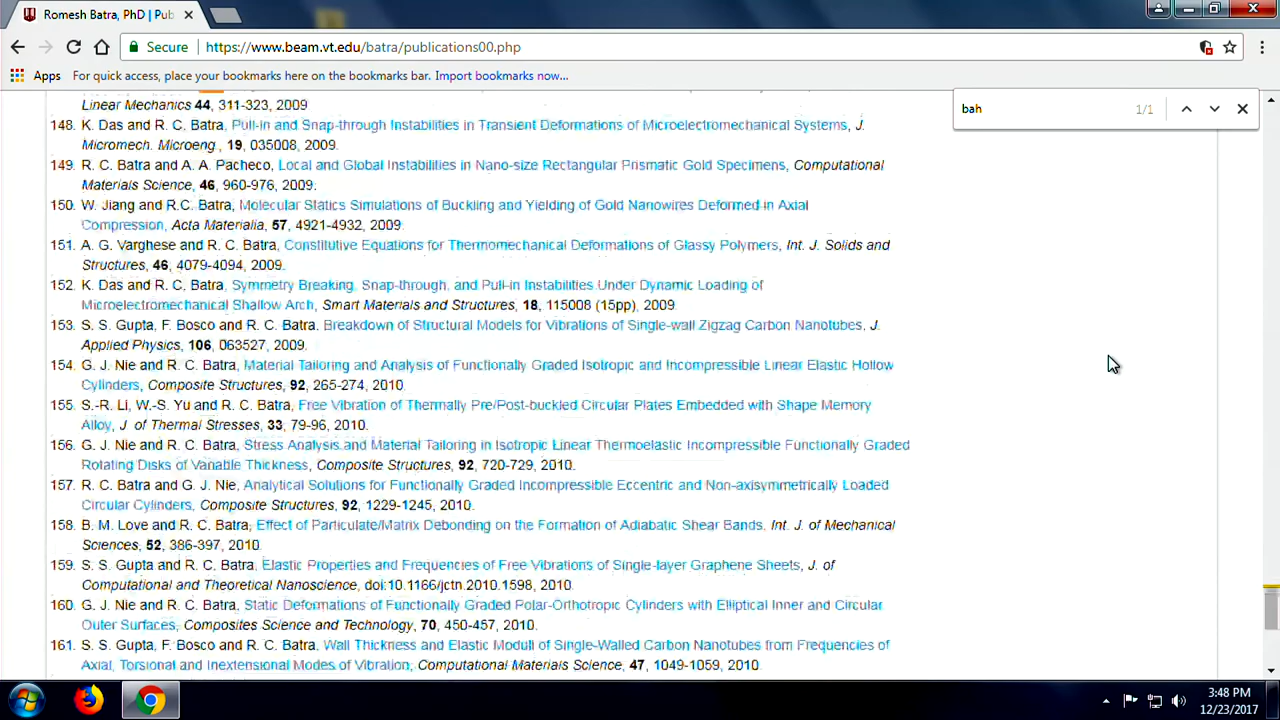 Romesh Batra, PhD | Pub
Secure
https://www.beam.vt.edu/batra/publications00.php
Apps
For quick access, place your bookmarks here on the bookmarks bar. Import bookmarks now...
bah
1/1
Linear Mechanics 44, 311-323, 2009
148. K. Das and R. C. Batra, Pull-in and Snap-through Instabilities in Transient Deformations of Microelectromechanical Systems, J.
Micromech. Microeng., 19, 035008, 2009.
149. R. C. Batra and A. A. Pacheco, Local and Global Instabilities in Nano-size Rectangular Prismatic Gold Specimens, Computational
Materials Science, 46, 960-976, 2009.
150. W. Jiang and R.C. Batra, Molecular Statics Simulations of Buckling and Yielding of Gold Nanowires Deformed in Axial
Compression, Acta Materialia, 57, 4921-4932, 2009.
151. A. G. Varghese and R. C. Batra, Constitutive Equations for Thermomechanical Deformations of Glassy Polymers, Int. J. Solids and
Structures, 46, 4079-4094, 2009.
152. K. Das and R. C. Batra, Symmetry Breaking, Snap-through, and Pull-in Instabilities Under Dynamic Loading of
Microelectromechanical Shallow Arch, Smart Materials and Structures, 18, 115008 (15pp), 2009.
153. S. S. Gupta, F. Bosco and R. C. Batra, Breakdown of Structural Models for Vibrations of Single-wall Zigzag Carbon Nanotubes, J.
Applied Physics, 106, 063527, 2009.
154. G. J. Nie and R. C. Batra, Material Tailoring and Analysis of Functionally Graded Isotropic and Incompressible Linear Elastic Hollow
Cylinders, Composite Structures, 92, 265-274, 2010.
155. S.-R. Li, W.-S. Yu and R. C. Batra, Free Vibration of Thermally Pre/Post-buckled Circular Plates Embedded with Shape Memory
Alloy, J. of Thermal Stresses, 33, 79-96, 2010.
156. G. J. Nie and R. C. Batra, Stress Analysis and Material Tailoring in Isotropic Linear Thermoelastic Incompressible Functionally Graded
Rotating Disks of Variable Thickness, Composite Structures, 92, 720-729, 2010.
157. R. C. Batra and G. J. Nie, Analytical Solutions for Functionally Graded Incompressible Eccentric and Non-axisymmetrically Loaded
Circular Cylinders, Composite Structures, 92, 1229-1245, 2010.
158. B. M. Love and R. C. Batra, Effect of Particulate/Matrix Debonding on the Formation of Adiabatic Shear Bands. Int. J. of Mechanical
Sciences, 52, 386-397, 2010.
159. S. S. Gupta and R. C. Batra. Elastic Properties and Frequencies of Free Vibrations of Single-layer Graphene Sheets, J. of
Computational and Theoretical Nanoscience, doi:10.1166/jctn.2010.1598, 2010.
160. G. J. Nie and R. C. Batra, Static Deformations of Functionally Graded Polar-Orthotropic Cylinders with Elliptical Inner and Circular
Outer Surfaces, Composites Science and Technology, 70, 450-457, 2010.
161. S. S. Gupta, F. Bosco and R. C. Batra. Wall Thickness and Elastic Moduli of Single-Walled Carbon Nanotubes from Frequencies of
Axial, Torsional and Inextensional Modes of Vibration, Computational Materials Science, 47, 1049-1059, 2010.
3:48 PM
12/23/2017